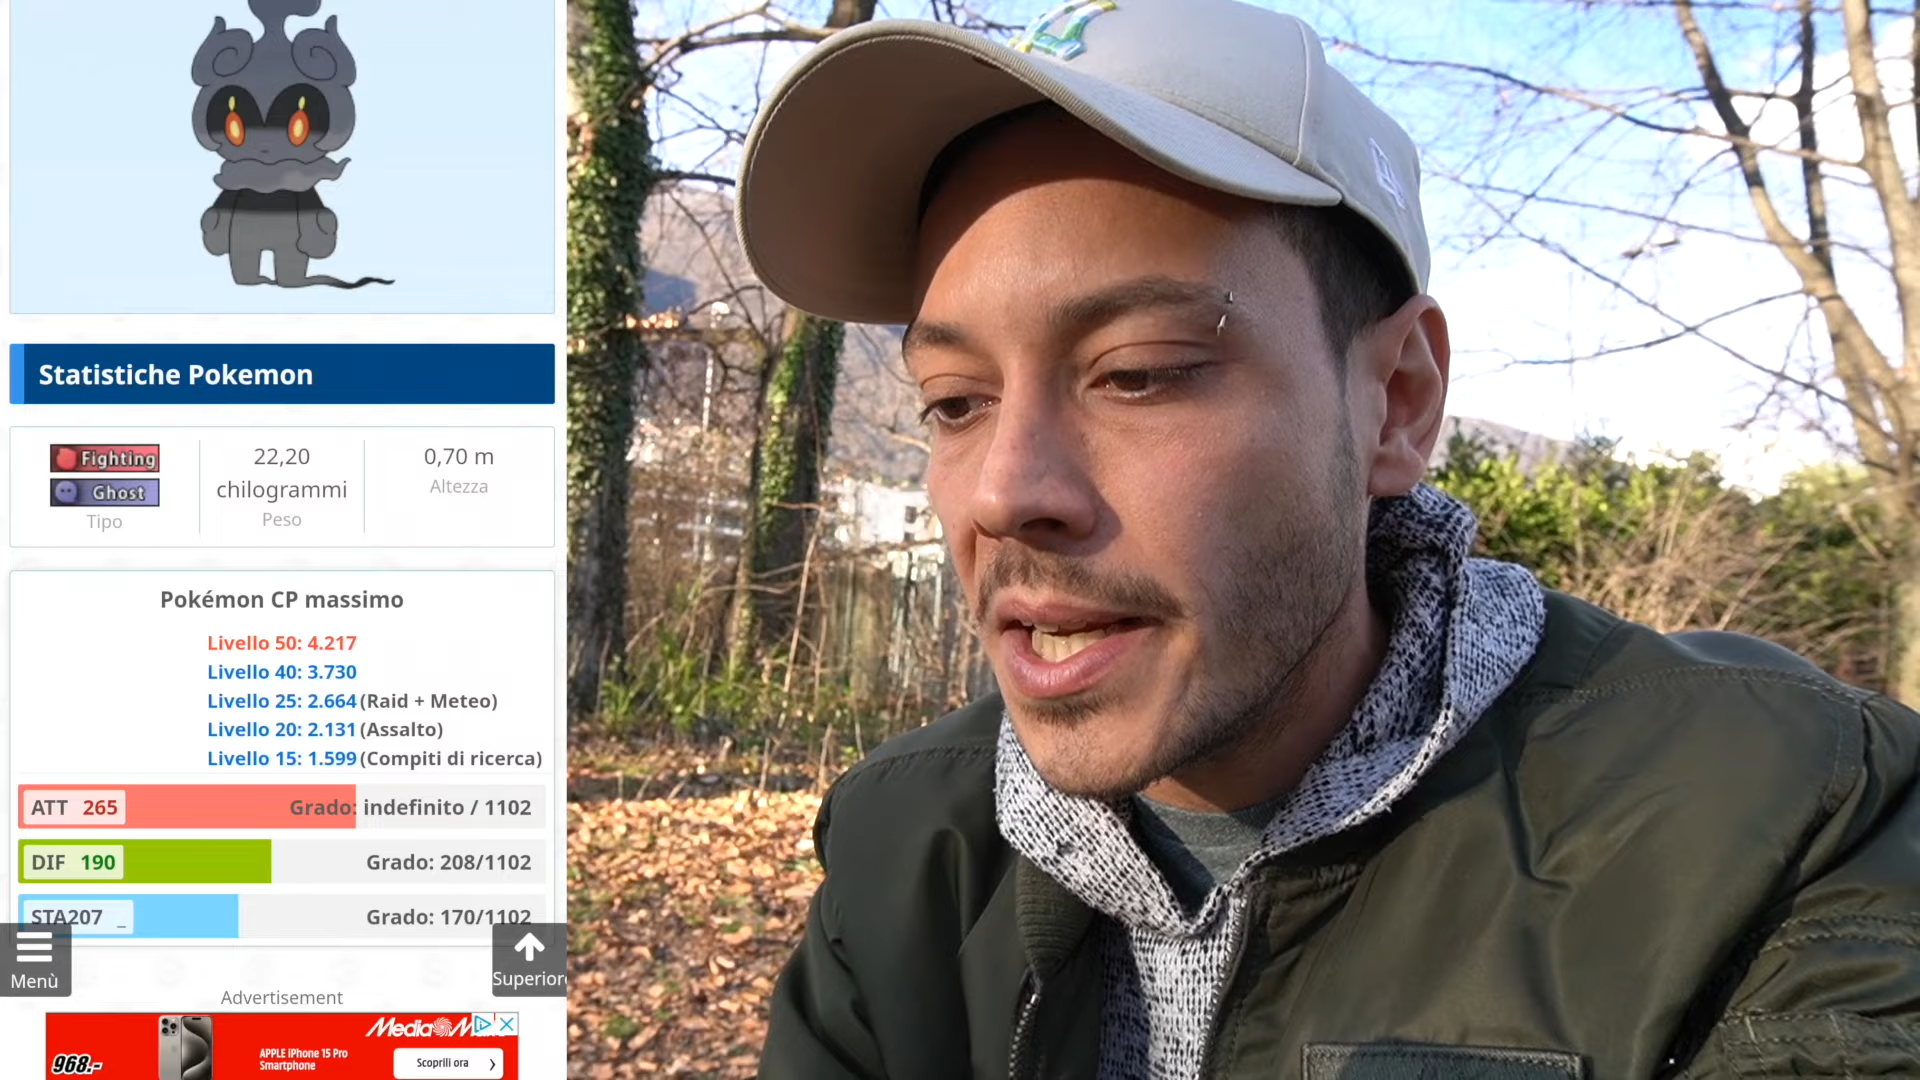 Statistiche Pokemon
Fighting
Ghost
Tipo
22,20
chilogrammi
Peso
0,70 m
Altezza
Pokémon CP massimo
Livello 50: 4.217
Livello 40: 3.730
Livello 25: 2.664 (Raid + Meteo)
Livello 20: 2.131 (Assalto)
Livello 15: 1.599 (Compiti di ricerca)
ATT 265 Grado: indefinito / 1102
DIF 190 Grado: 208/1102
STA207 _ Grado: 170/1102
Menù
Superiore
Advertisement
968.-
APPLE iPhone 15 Pro
Smartphone
Scoprili ora